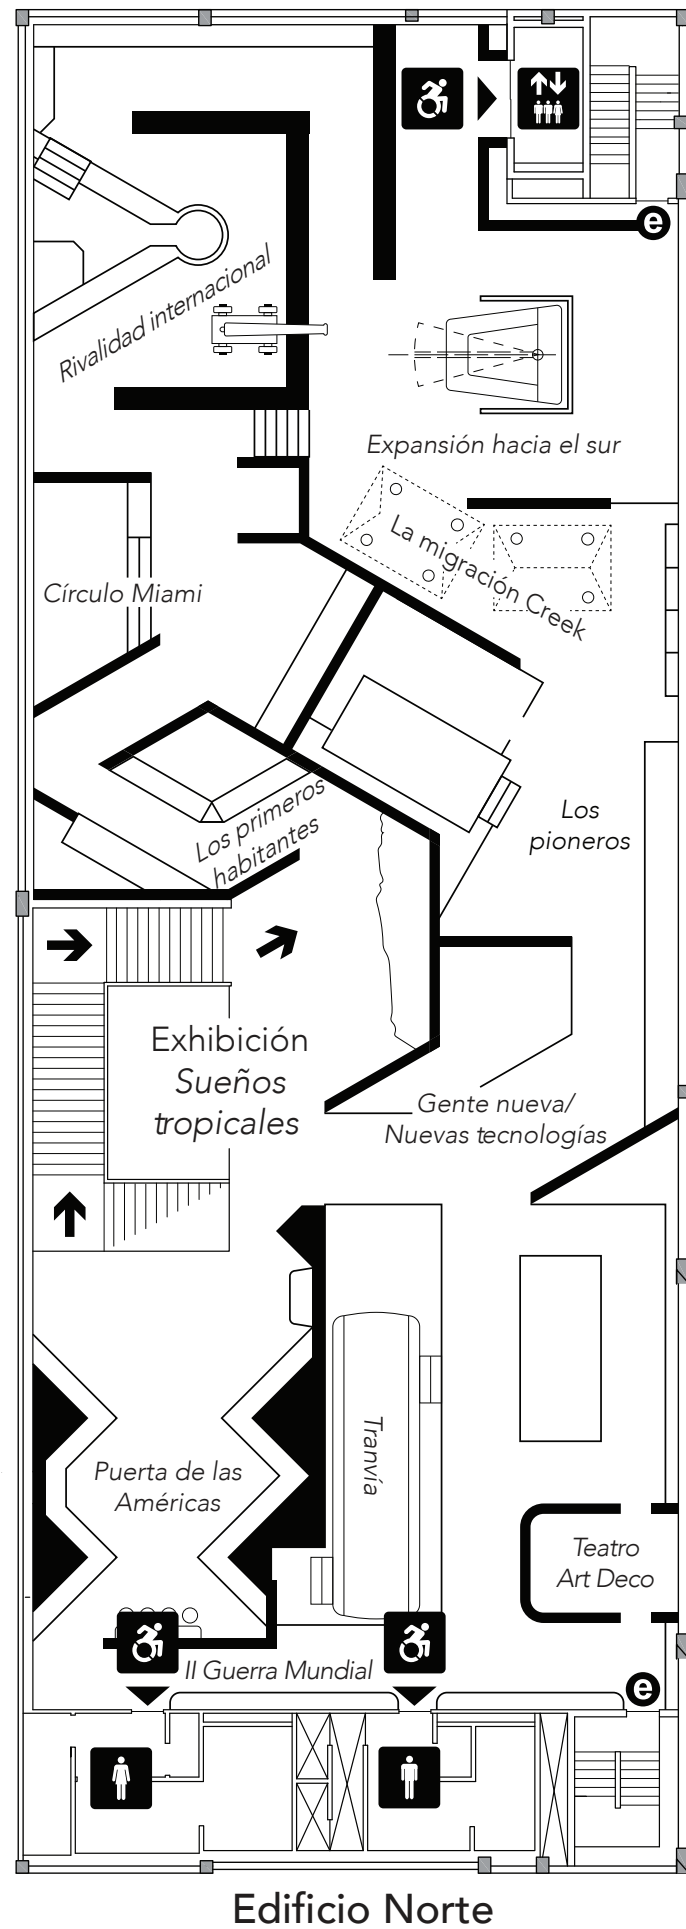 e
Rivalidad internacional
Expansión hacia el sur
La migración Creek
Círculo Miami
Los
pioneros
Los primeros
habitantes
Exhibición
Sueños
tropicales
Gente nueva/
Nuevas tecnologías
Tranvía
Puerta de las
Américas
Teatro
Art Deco
II Guerra Mundial
e
Edificio Norte